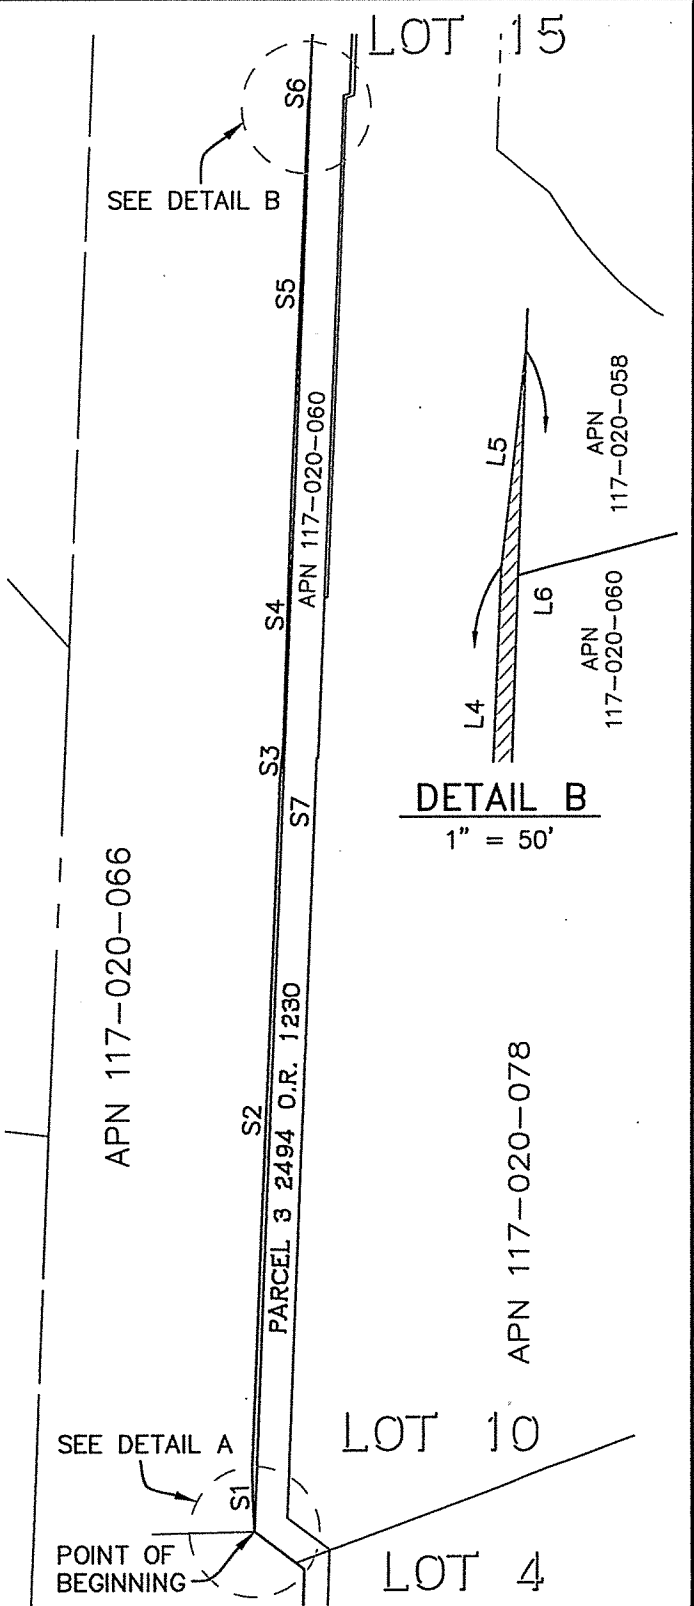 LOT 15
S6
SEE DETAIL B
S5
APN 117-020-060
S4
S3
S7
L5
APN
117-020-058
L6
APN
117-020-060
L4
DETAIL B
1" = 50'
APN 117-020-066
S2
PARCEL 3 2494 O.R. 1230
APN 117-020-078
LOT 10
SEE DETAIL A
S1
POINT OF
BEGINNING
LOT 4